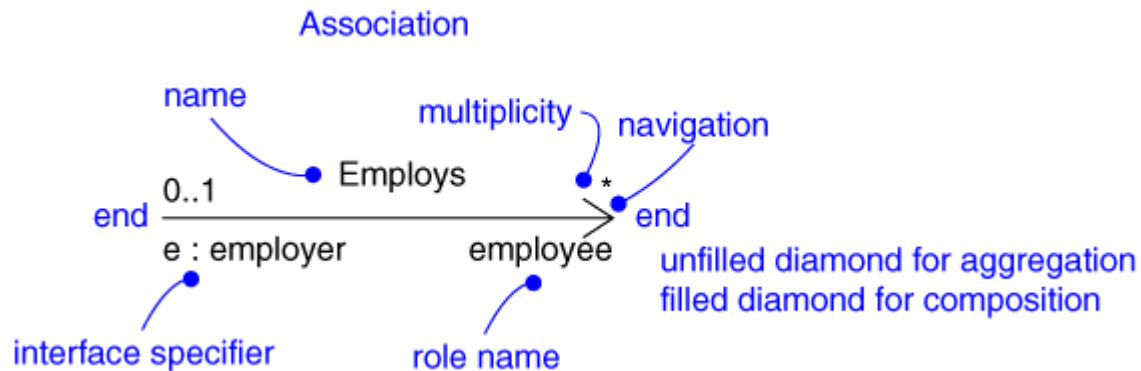 Association
name
multiplicity
navigation
Employs
0..1
*
end
end
e : employer
employee
unfilled diamond for aggregation
filled diamond for composition
interface specifier
role name